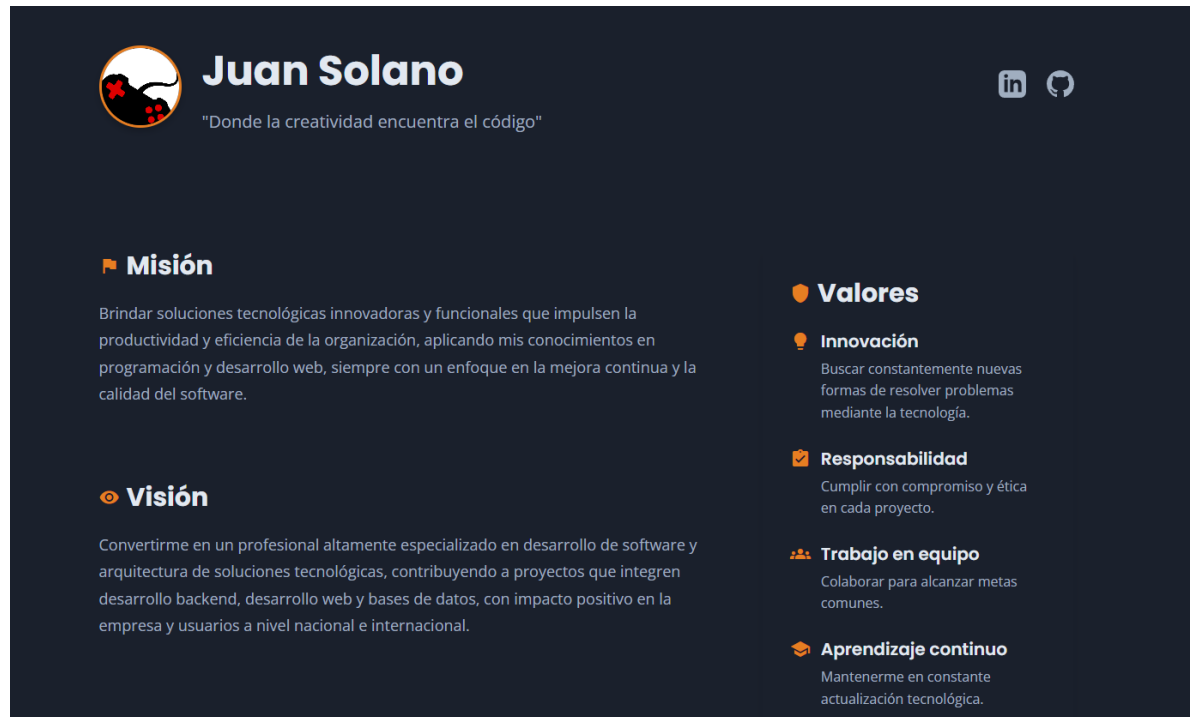 Juan Solano
"Donde la creatividad encuentra el código"
in
Misión
Brindar soluciones tecnológicas innovadoras y funcionales que impulsen la
productividad y eficiencia de la organización, aplicando mis conocimientos en
programación y desarrollo web, siempre con un enfoque en la mejora continua y la
calidad del software.
Visión
Convertirme en un profesional altamente especializado en desarrollo de software y
arquitectura de soluciones tecnológicas, contribuyendo a proyectos que integren
desarrollo backend, desarrollo web y bases de datos, con impacto positivo en la
empresa y usuarios a nivel nacional e internacional.
Valores
Innovación
Buscar constantemente nuevas
formas de resolver problemas
mediante la tecnología.
Responsabilidad
Cumplir con compromiso y ética
en cada proyecto.
Trabajo en equipo
Colaborar para alcanzar metas
comunes.
Aprendizaje continuo
Mantenerme en constante
actualización tecnológica.